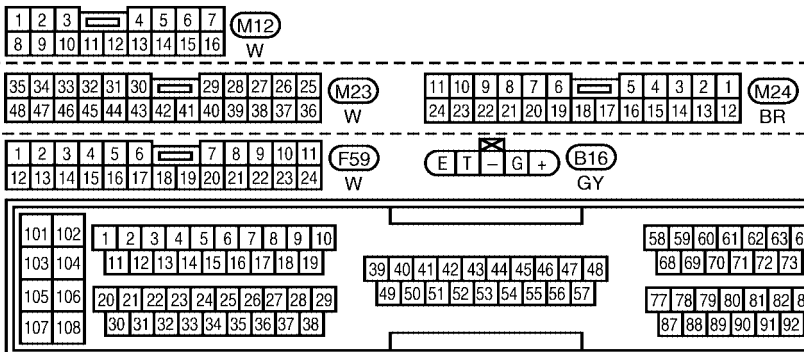 1 2 3 4 5 6 7
8 9 10 11 12 13 14 15 16
M12
W
35 34 33 32 31 30 29 28 27 26 25
48 47 46 45 44 43 42 41 40 39 38 37 36
M23
W
11 10 9 8 7 6 5 4 3 2 1
24 23 22 21 20 19 18 17 16 15 14 13 12
M24
BR
1 2 3 4 5 6 7 8 9 10 11
12 13 14 15 16 17 18 19 20 21 22 23 24
F59
W
E T – G +
B16
GY
101 102
103 104
105 106
107 108
1 2 3 4 5 6 7 8 9 10
11 12 13 14 15 16 17 18 19
20 21 22 23 24 25 26 27 28 29
30 31 32 33 34 35 36 37 38
39 40 41 42 43 44 45 46 47 48
49 50 51 52 53 54 55 56 57
58 59 60 61 62 63
68 69 70 71 72 73
77 78 79 80 81 82
87 88 89 90 91 92